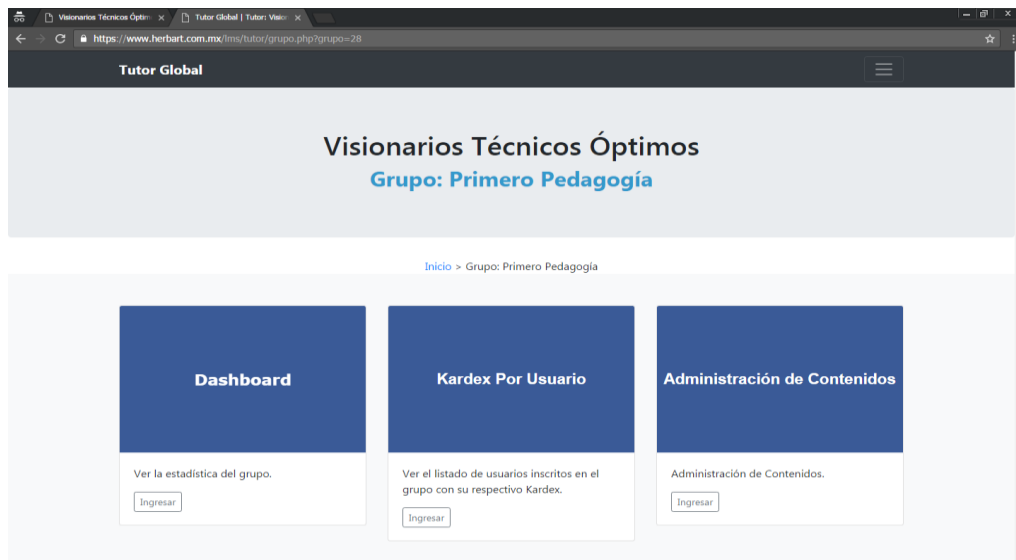 Visionarios Técnicos Óptim
Tutor Global | Tutor: Visior
https://www.herbart.com.mx/lms/tutor/grupo.php?grupo=28
Tutor Global
Visionarios Técnicos Óptimos
Grupo: Primero Pedagogía
Inicio > Grupo: Primero Pedagogía
Dashboard
Ver la estadística del grupo.
Ingresar
Kardex Por Usuario
Ver el listado de usuarios inscritos en el
grupo con su respectivo Kardex.
Ingresar
Administración de Contenidos
Administración de Contenidos.
Ingresar